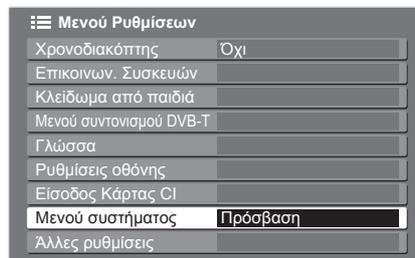 Μενού Ρυθμίσεων
Χρονοδιακόπτης Όχι
Επικοινων. Συσκευών
Κλείδωμα από παιδιά
Μενού συντονισμού DVB-T
Γλώσσα
Ρυθμίσεις οθόνης
Είσοδος Κάρτας CI
Μενού συστήματος Πρόσβαση
Άλλες ρυθμίσεις